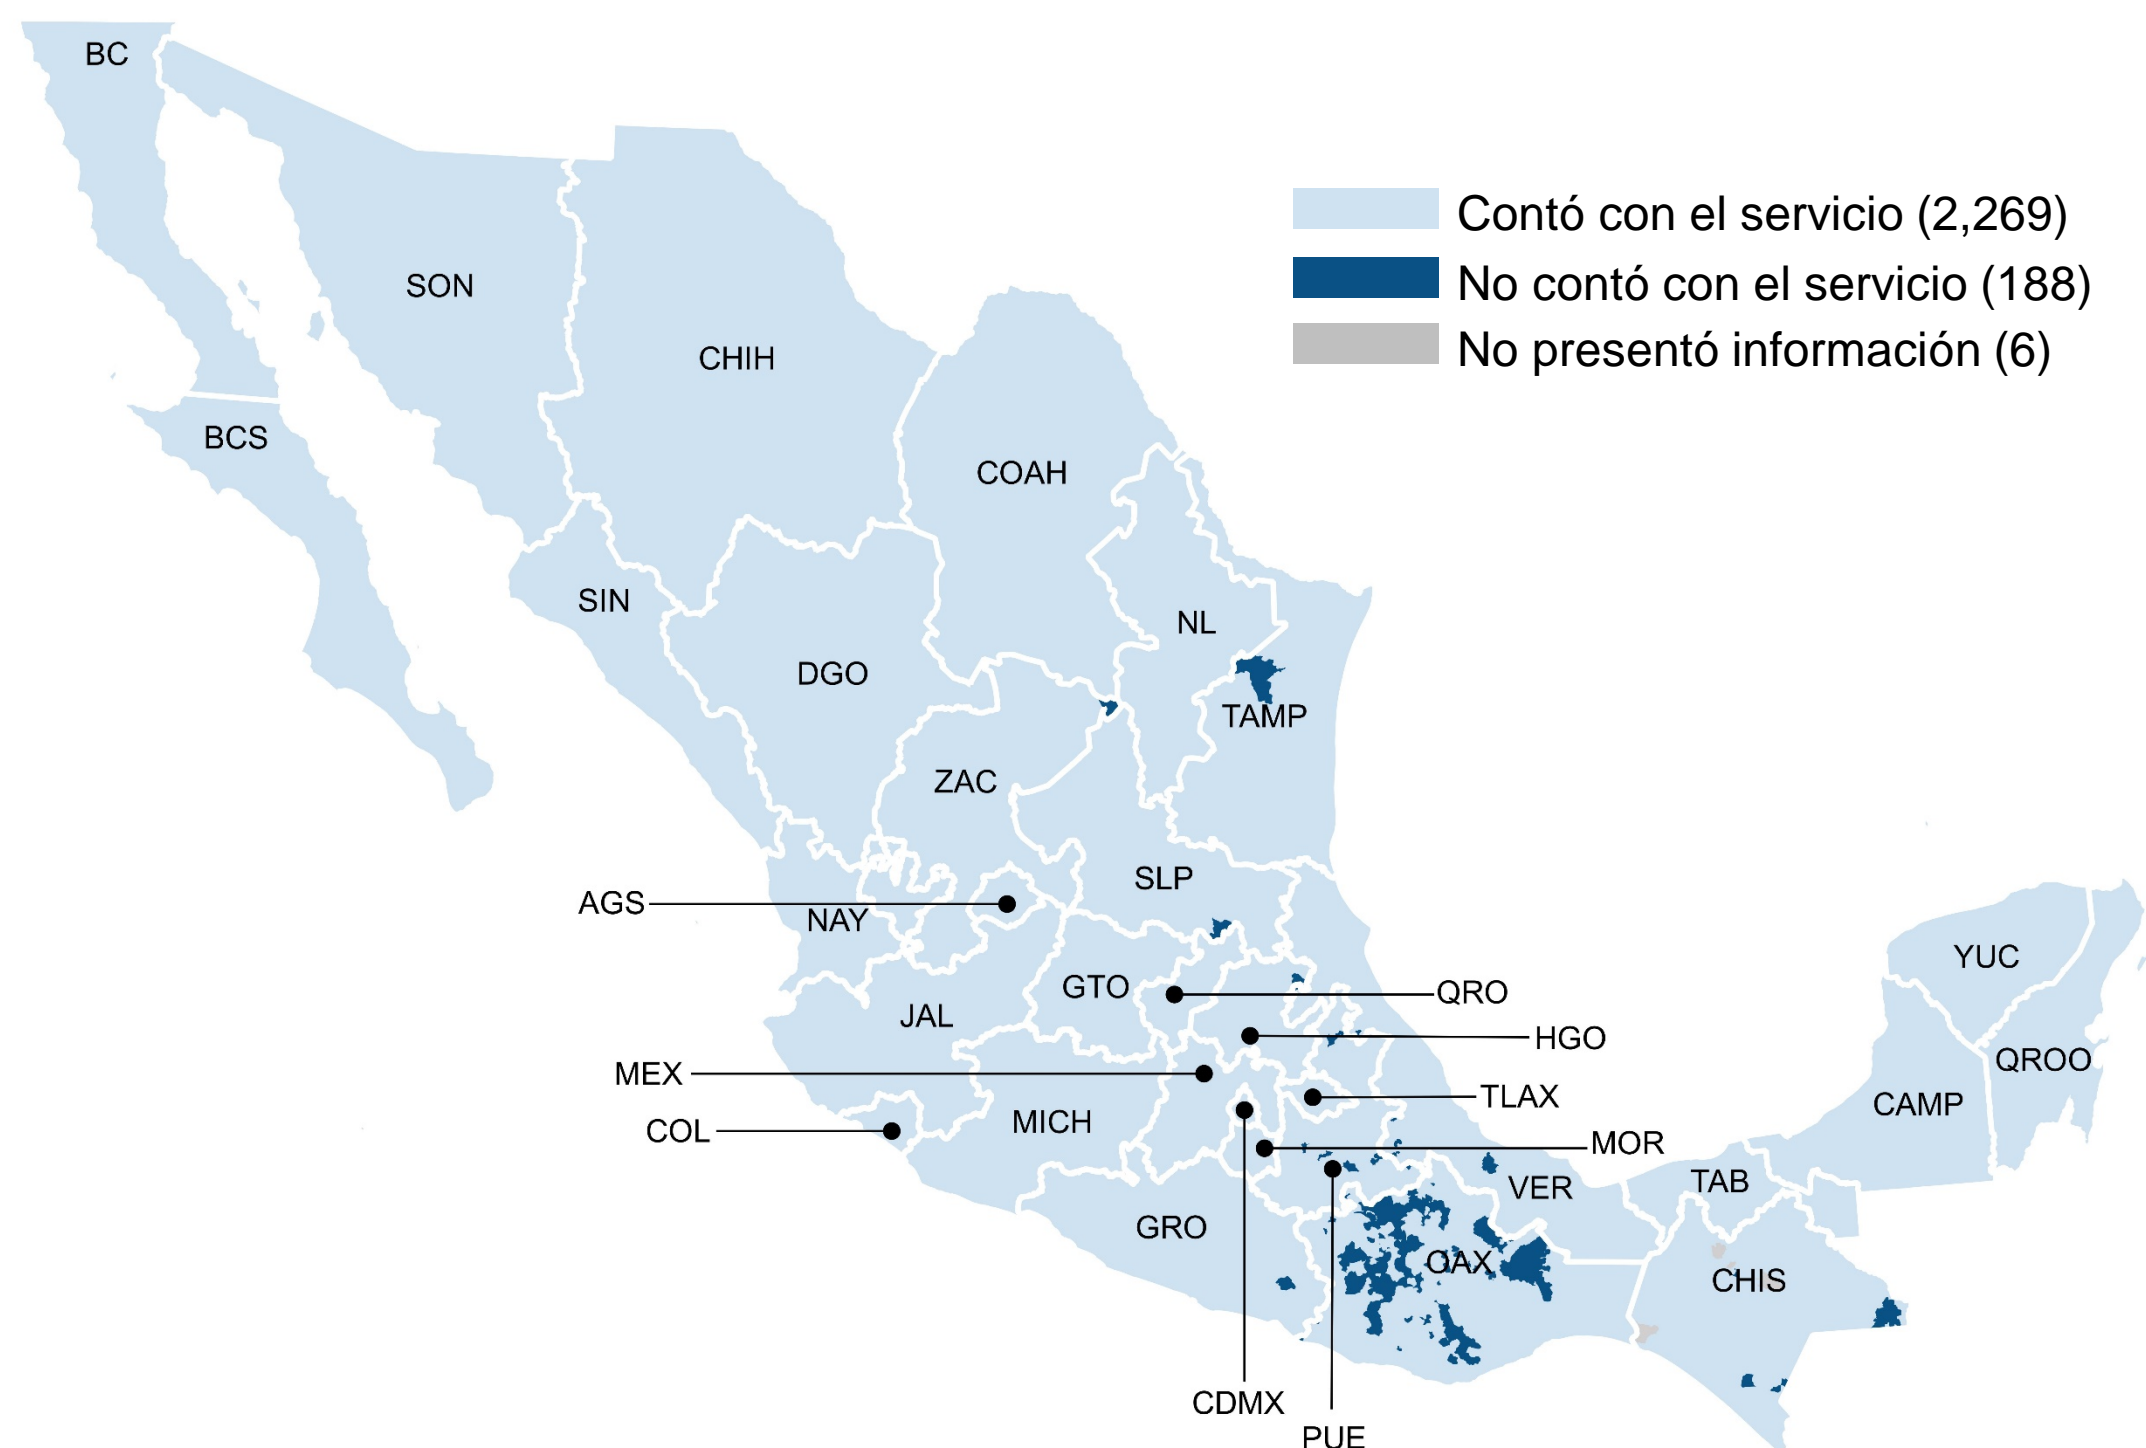 BC
Contó con el servicio (2,269)
No contó con el servicio (188)
No presentó información (6)
SON
CHIH
BCS
COAH
SIN
NL
DGO
TAMP
ZAC
SLP
AGS
NAY
YUC
GTO
QRO
JAL
HGO
QROO
MEX
TLAX
CAMP
MICH
COL
MOR
TAB
VER
GRO
OAX
CHIS
CDMX
PUE